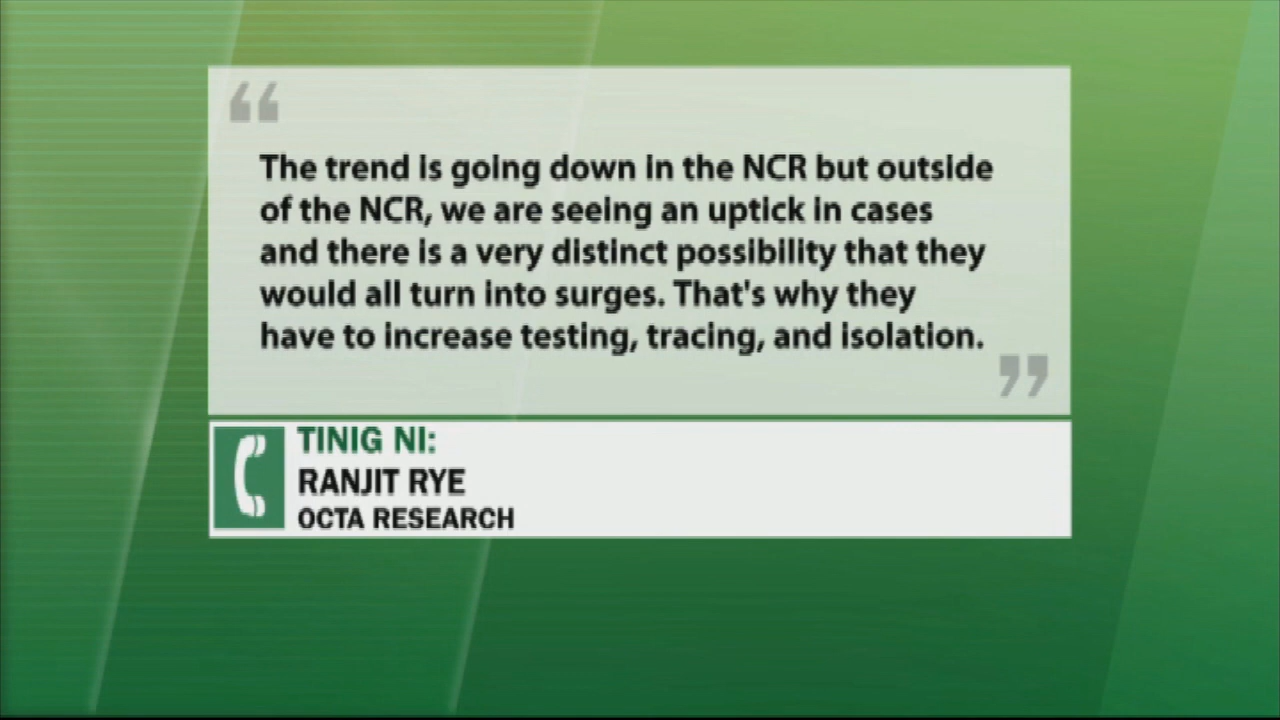 “
The trend is going down in the NCR but outside
of the NCR, we are seeing an uptick in cases
and there is a very distinct possibility that they
would all turn into surges. That's why they
have to increase testing, tracing, and isolation.
”
TINIG NI:
RANJIT RYE
OCTA RESEARCH